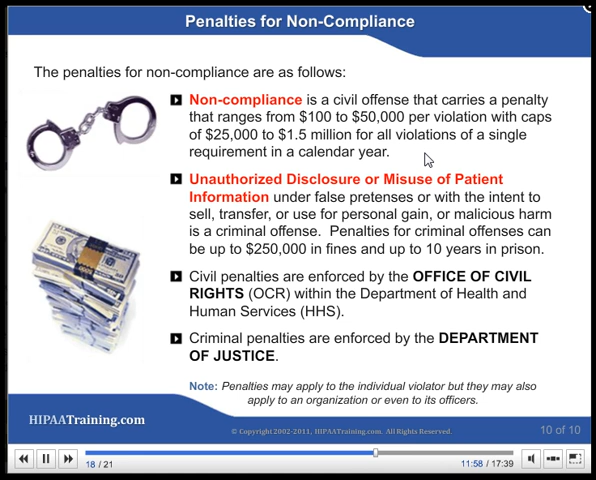 Penalties for Non-Compliance
The penalties for non-compliance are as follows:
Non-compliance is a civil offense that carries a penalty
that ranges from $100 to $50,000 per violation with caps
of $25,000 to $1.5 million for all violations of a single
requirement in a calendar year.
Unauthorized Disclosure or Misuse of Patient
Information under false pretenses or with the intent to
sell, transfer, or use for personal gain, or malicious harm
is a criminal offense. Penalties for criminal offenses can
be up to $250,000 in fines and up to 10 years in prison.
Civil penalties are enforced by the OFFICE OF CIVIL
RIGHTS (OCR) within the Department of Health and
Human Services (HHS).
Criminal penalties are enforced by the DEPARTMENT
OF JUSTICE.
Note: Penalties may apply to the individual violator but they may also
apply to an organization or even to its officers.
HIPAATraining.com
© Copyright 2002-2011, HIPAATraining.com. All Rights Reserved.
10 of 10
18 / 21
11:58 / 17:39